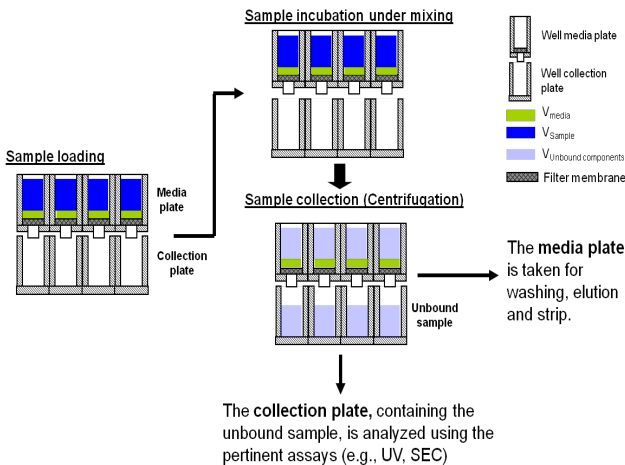 Sample incubation under mixing
Well media plate
Well collection
plate
Vmedia
VSample
VUnbound components
Filter membrane
Sample loading
Media
plate
Collection
plate
Sample collection (Centrifugation)
Unbound
sample
The media plate
is taken for
washing, elution
and strip.
The collection plate, containing the
unbound sample, is analyzed using the
pertinent assays (e.g., UV, SEC)